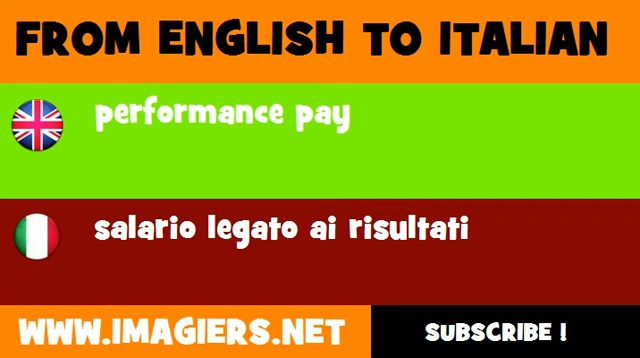 FROM ENGLISH TO ITALIAN
performance pay
salario legato ai risultati
WWW.IMAGIERS.NET
SUBSCRIBE !